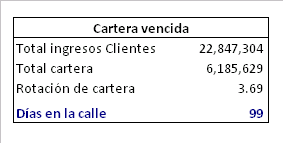 Cartera vencida
Total ingresos Clientes 22,847,304
Total cartera 6,185,629
Rotación de cartera 3.69
Días en la calle 99